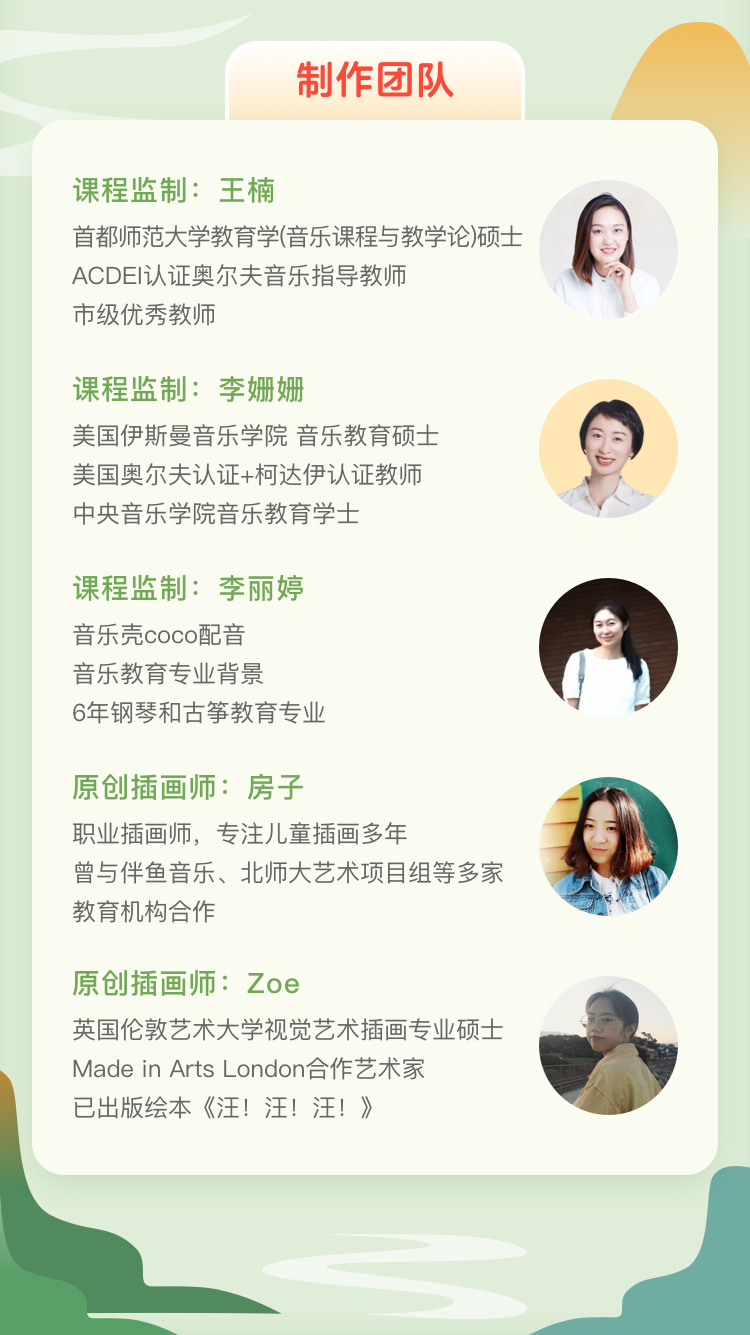 制作团队
课程监制：王楠
首都师范大学教育学(音乐课程与教学论)硕士
ACDEI认证奥尔夫音乐指导教师
市级优秀教师
课程监制：李姗姗
美国伊斯曼音乐学院 音乐教育硕士
美国奥尔夫认证+柯达伊认证教师
中央音乐学院音乐教育学士
课程监制：李丽婷
音乐壳coco配音
音乐教育专业背景
6年钢琴和古筝教育专业
原创插画师：房子
职业插画师，专注儿童插画多年
曾与伴鱼音乐、北师大艺术项目组等多家
教育机构合作
原创插画师：Zoe
英国伦敦艺术大学视觉艺术插画专业硕士
Made in Arts London合作艺术家
已出版绘本《汪！汪！汪！》